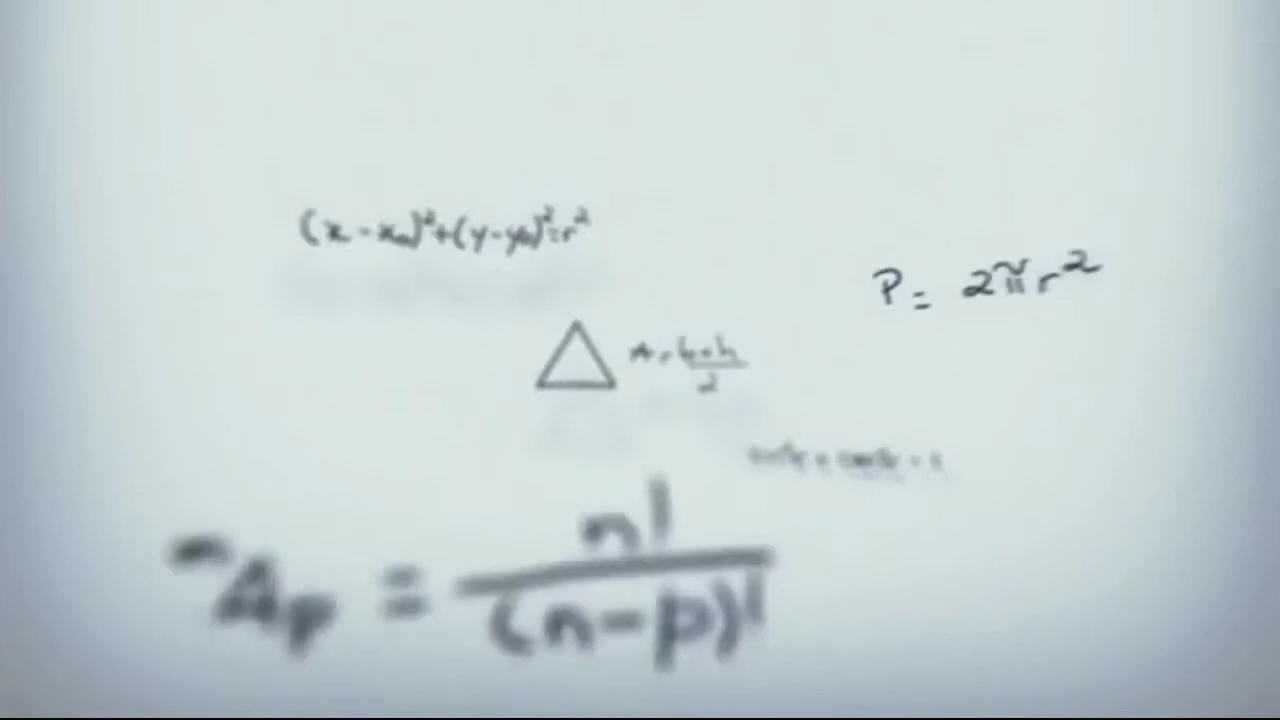 (x - x₀)²+(y-y₀)²=r²
P = 2πr²
A = b·h/2
ⁿAp = n!/(n-p)!